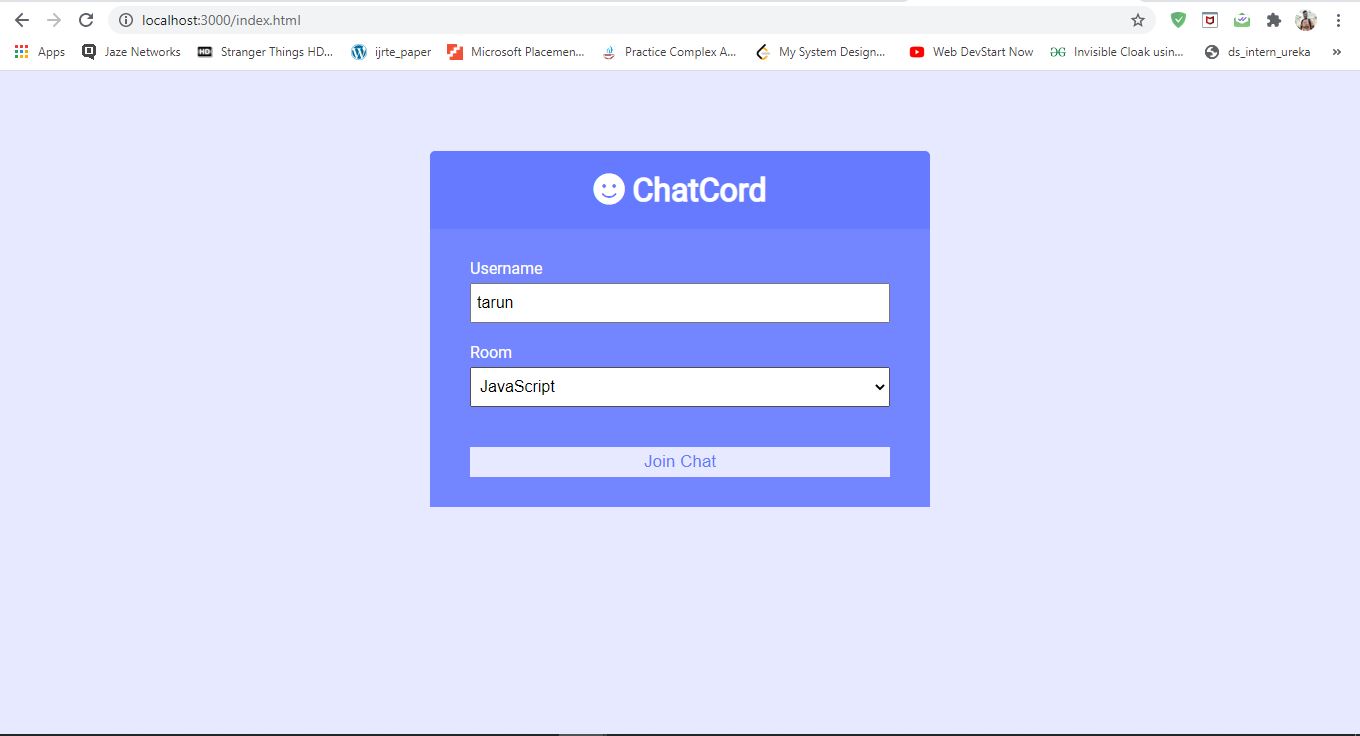 localhost:3000/index.html
Apps Jaze Networks Stranger Things HD... ijrte_paper Microsoft Placemen... Practice Complex A... My System Design... Web DevStart Now Invisible Cloak usin... ds_intern_ureka »
ChatCord
Username
tarun
Room
JavaScript
Join Chat